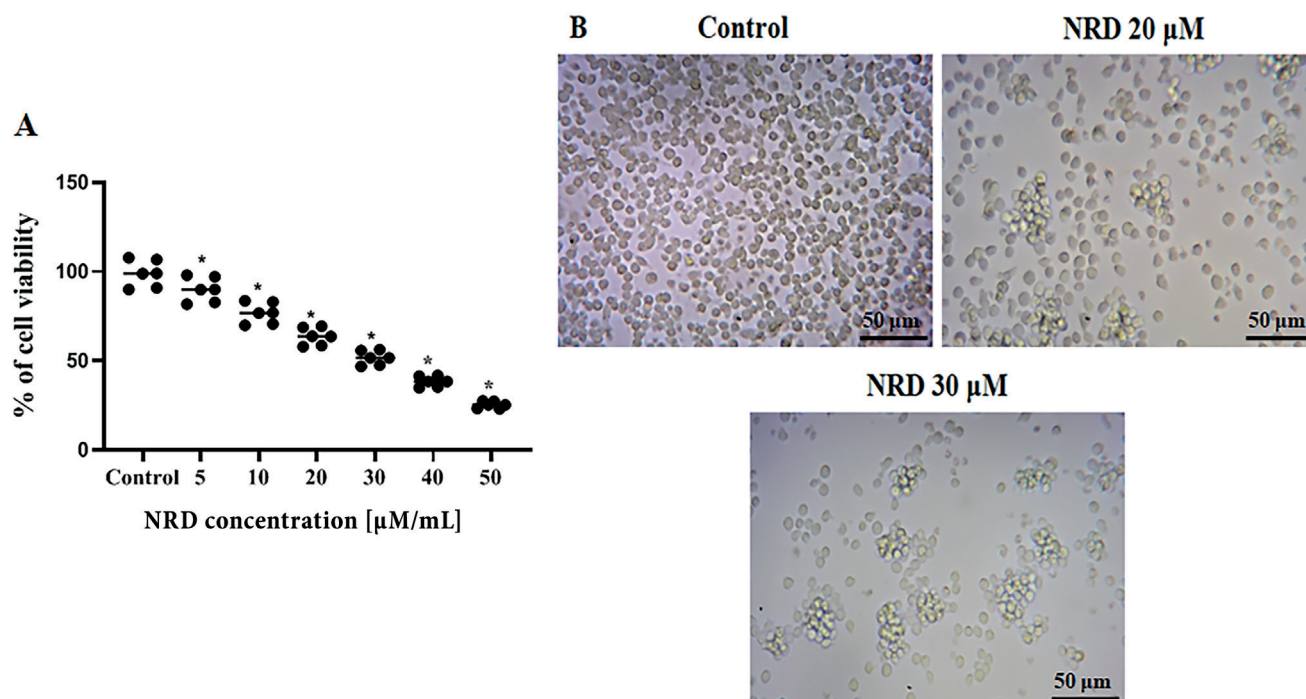 A
% of cell viability
150
100
50
0
* * * * * *
Control 5 10 20 30 40 50
NRD concentration [µM/mL]
B
Control
NRD 20 µM
50 µm
50 µm
NRD 30 µM
50 µm